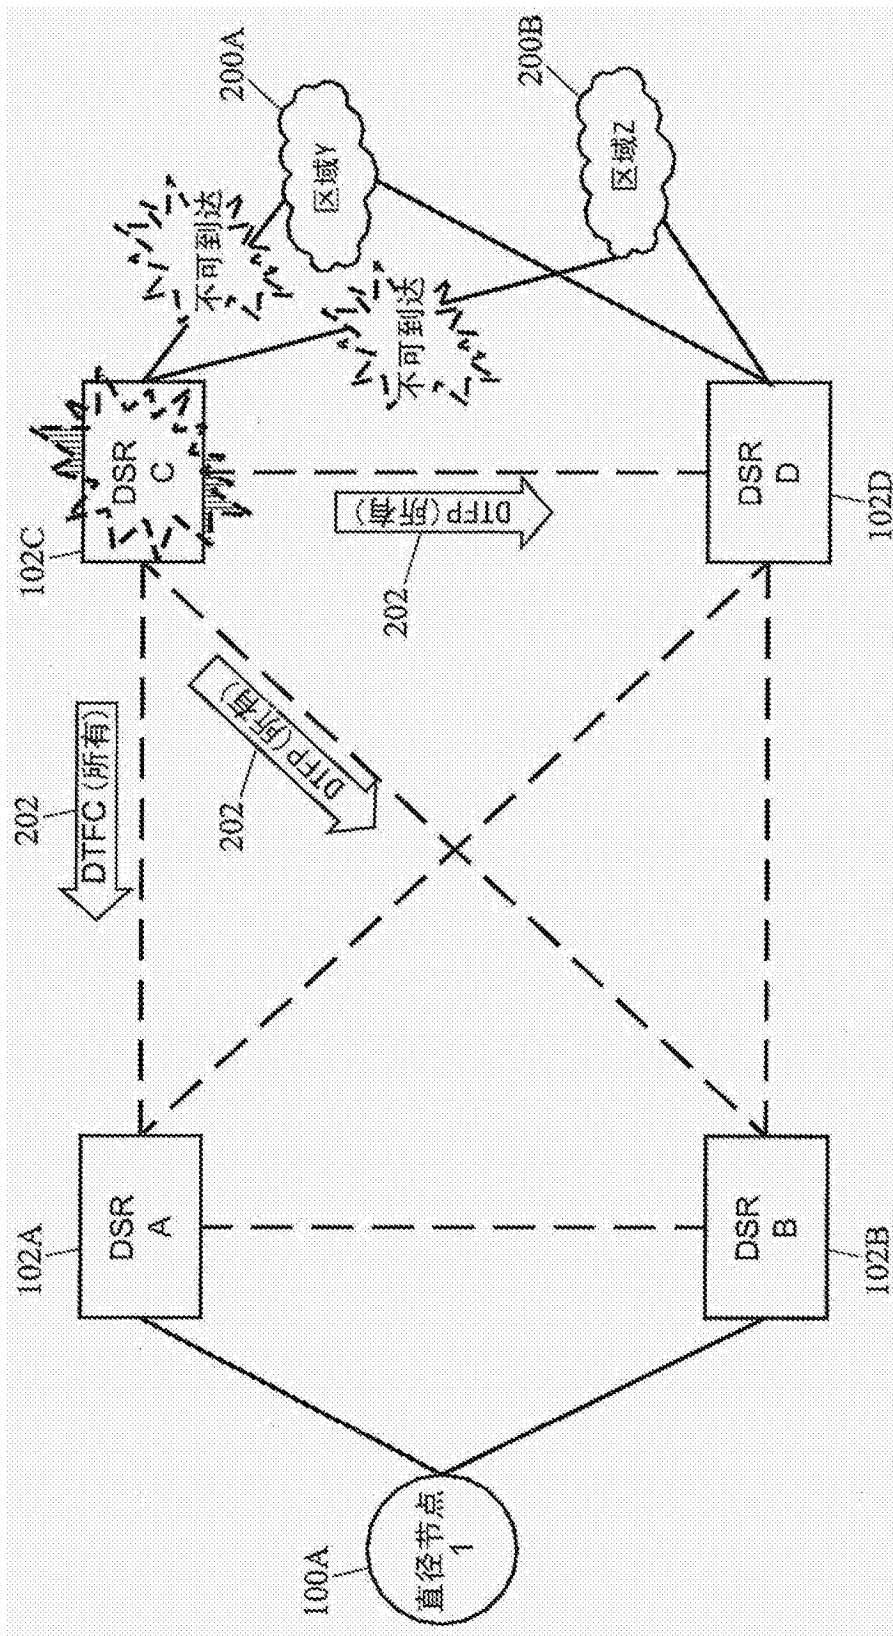 100A
直径节点
1
102A
DSR
A
102B
DSR
B
202
DTFC(所有)
202
DTFP(所有)
102C
DSR
C
202
DTFP(所有)
102D
DSR
D
不可到达
不可到达
200A
区域Y
200B
区域Z